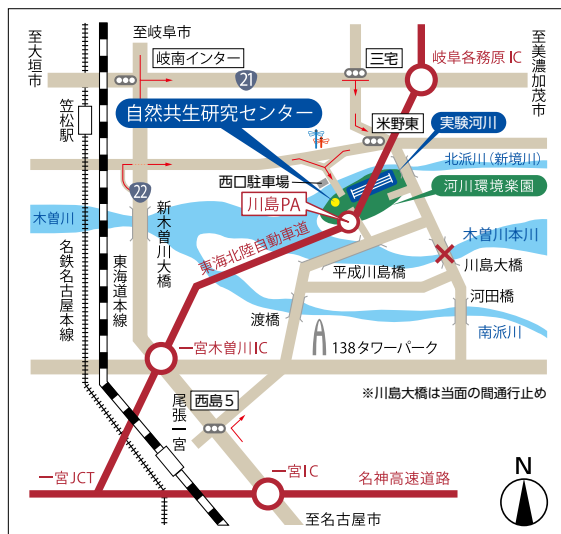 至大垣市
至岐阜市
岐南インター
21
三宅
岐阜各務原IC
至美濃加茂市
笠松駅
自然共生研究センター
米野東
実験河川
北派川（新境川）
西口駐車場
河川環境楽園
22
川島PA
木曽川
新木曽川大橋
東海北陸自動車道
木曽川本川
名鉄名古屋本線
東海道本線
平成川島橋
川島大橋
渡橋
河田橋
南派川
138タワーパーク
一宮木曽川IC
※川島大橋は当面の間通行止め
尾張一宮
西島5
一宮JCT
一宮IC
名神高速道路
至名古屋市
N